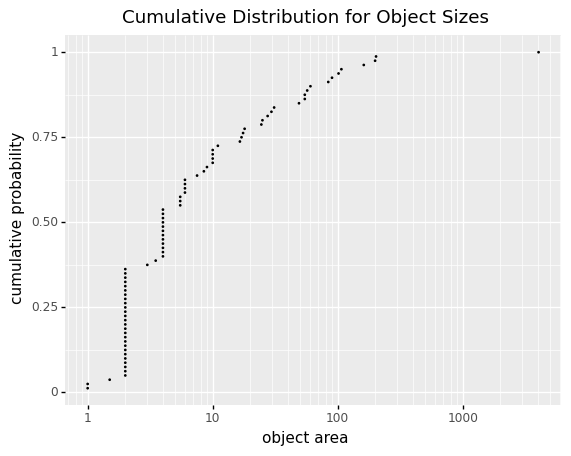 Cumulative Distribution for Object Sizes
1
0.75
0.50
0.25
0
cumulative probability
1 10 100 1000
object area